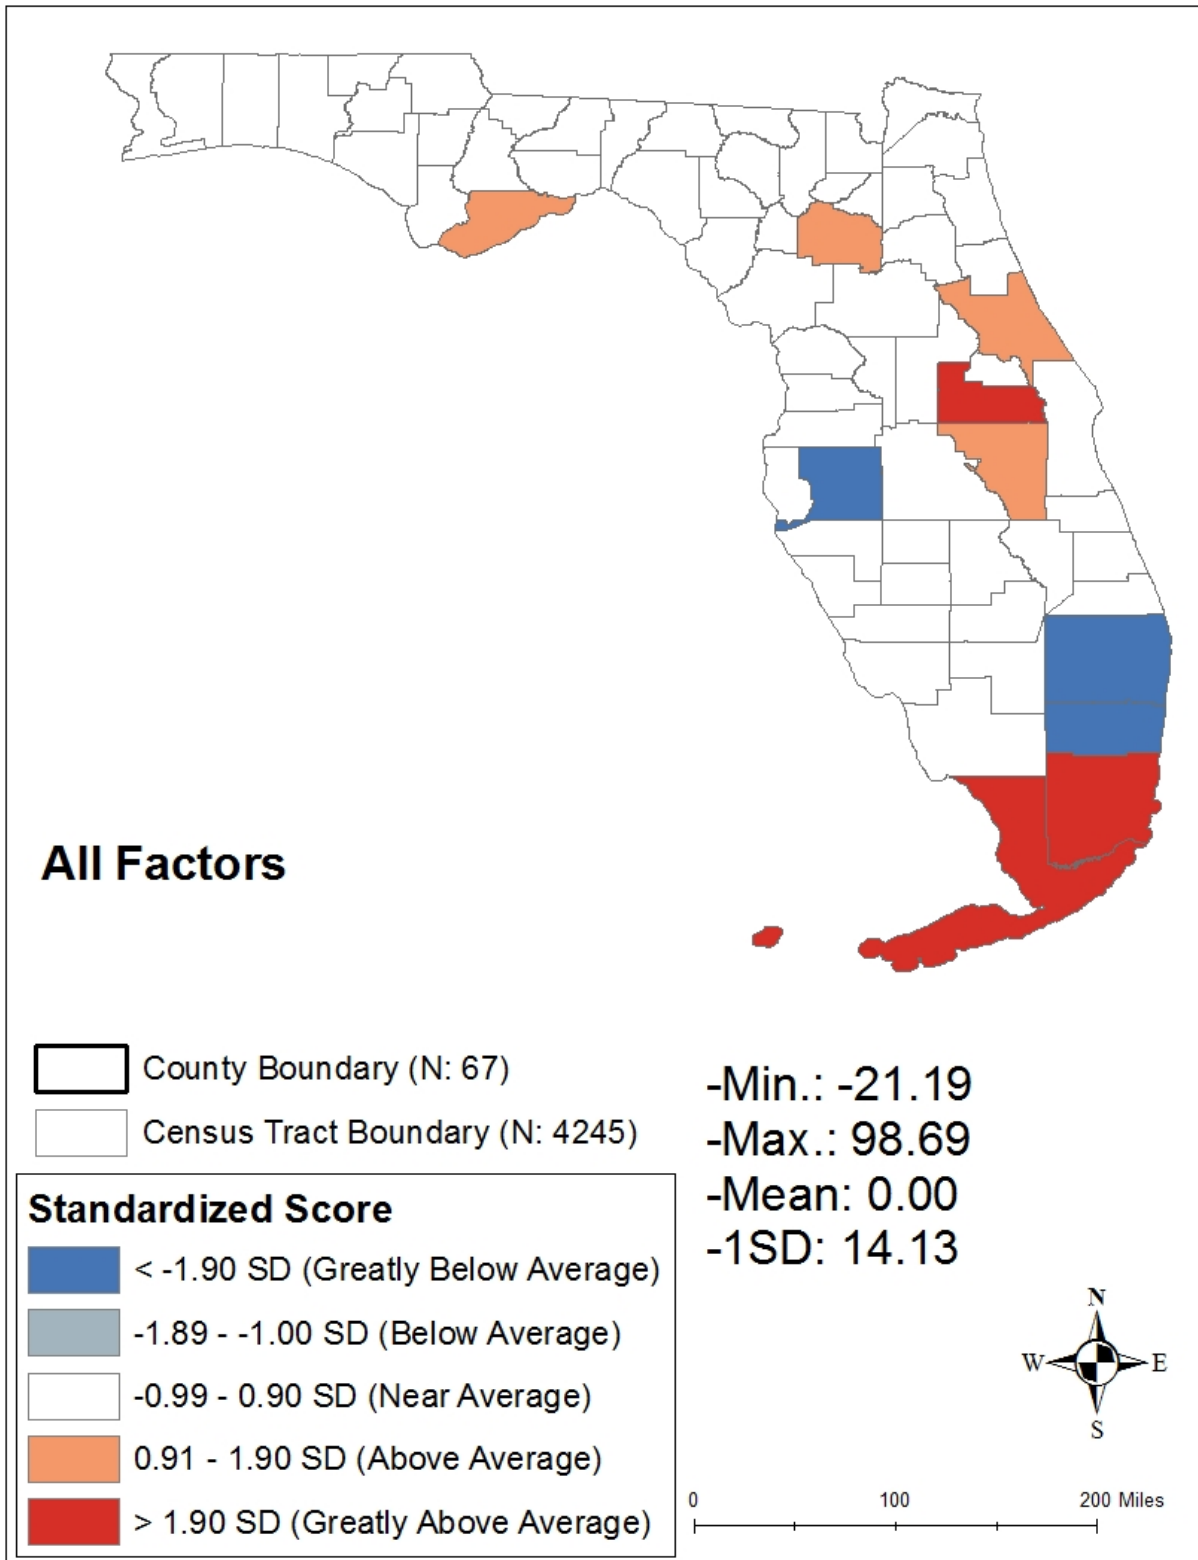 All Factors
County Boundary (N: 67)
Census Tract Boundary (N: 4245)
Standardized Score
< -1.90 SD (Greatly Below Average)
-1.89 - -1.00 SD (Below Average)
-0.99 - 0.90 SD (Near Average)
0.91 - 1.90 SD (Above Average)
> 1.90 SD (Greatly Above Average)
-Min.: -21.19
-Max.: 98.69
-Mean: 0.00
-1SD: 14.13
N
W E
S
0 100 200 Miles